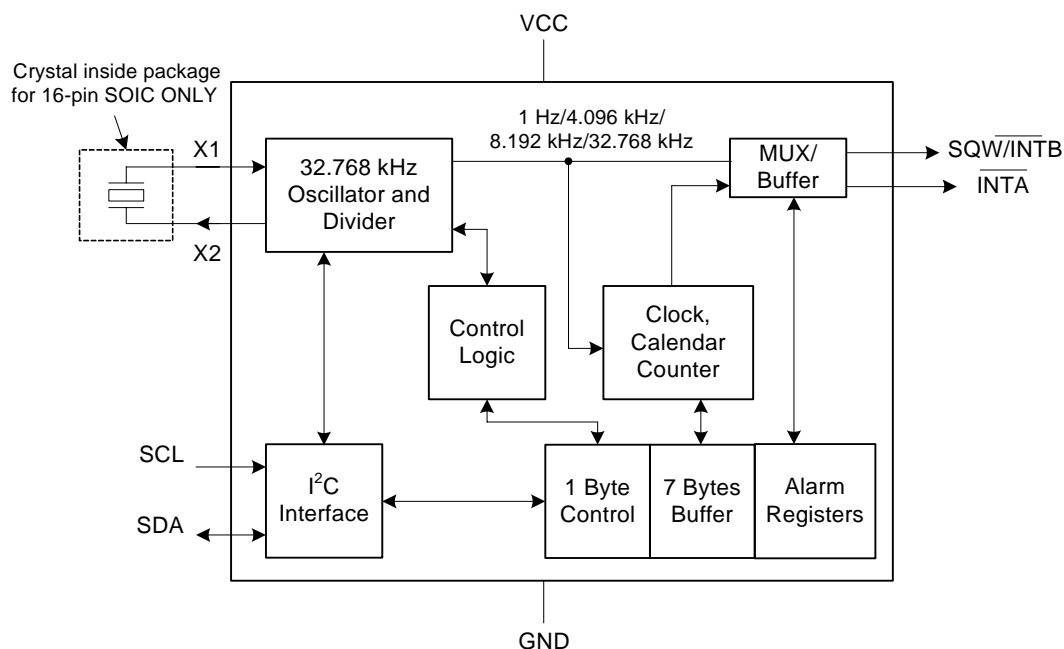 VCC
Crystal inside package
for 16-pin SOIC ONLY
1 Hz/4.096 kHz/
8.192 kHz/32.768 kHz
X1
32.768 kHz
Oscillator and
Divider
MUX/
Buffer
SQW/INTB
INTA
X2
Control
Logic
Clock,
Calendar
Counter
SCL
SDA
I²C
Interface
1 Byte
Control
7 Bytes
Buffer
Alarm
Registers
GND